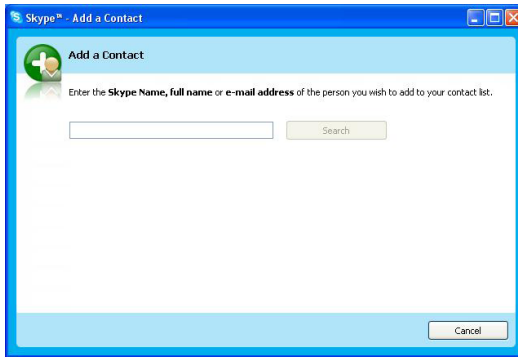 Skype™ - Add a Contact
Add a Contact
Enter the Skype Name, full name or e-mail address of the person you wish to add to your contact list.
Search
Cancel